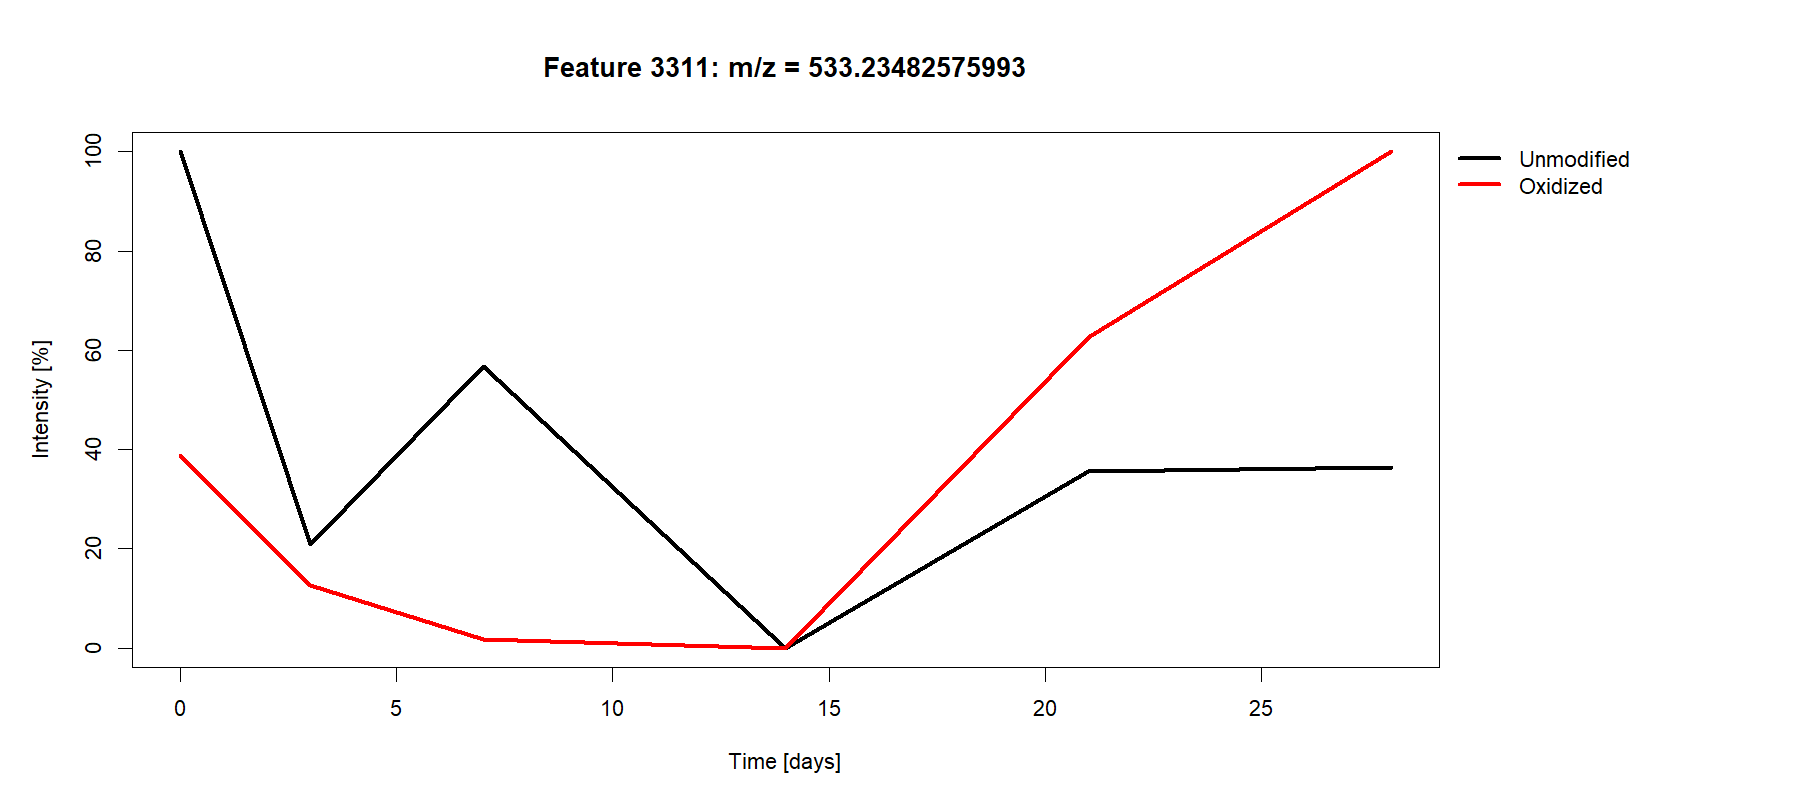 Feature 3311: m/z = 533.23482575993
Unmodified
Oxidized
Intensity [%]
100
80
60
40
20
0
0 5 10 15 20 25
Time [days]